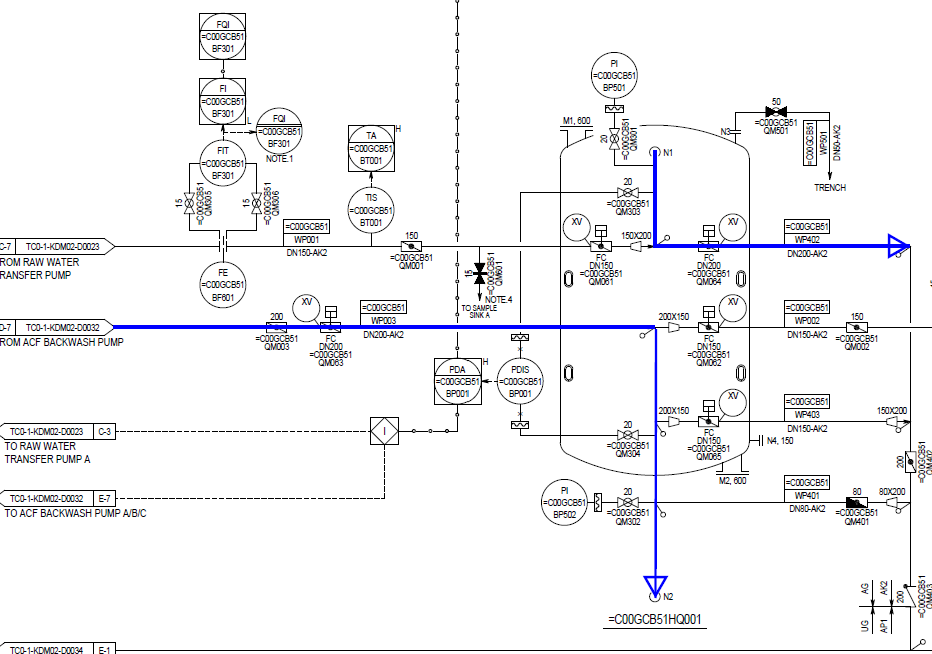 FQI
=C00GCB51
BF301
FI
=C00GCB51
BF301
L
FQI
=C00GCB51
BF301
NOTE.1
FIT
=C00GCB51
BF301
15
=C00GCB51
QM305
15
=C00GCB51
QM306
H
TA
=C00GCB51
BT001
TIS
=C00GCB51
BT001
C-7
TC0-1-KDM02-D0023
ROM RAW WATER
RANSFER PUMP
=C00GCB51
WP001
DN150-AK2
150
=C00GCB51
QM001
FE
=C00GCB51
BF601
15
=C00GCB51
QM601
NOTE.4
TO SAMPLE
SINK A
PI
=C00GCB51
BP501
M1, 600
20
=C00GCB51
QM301
N1
N3
50
=C00GCB51
QM501
=C00GCB51
WP501
DN50-AK2
TRENCH
20
=C00GCB51
QM303
XV
150X200
FC
DN150
=C00GCB51
QM061
XV
FC
DN200
=C00GCB51
QM064
=C00GCB51
WP402
DN200-AK2
D-7
TC0-1-KDM02-D0032
ROM ACF BACKWASH PUMP
200
=C00GCB51
QM003
XV
FC
DN200
=C00GCB51
QM063
=C00GCB51
WP003
DN200-AK2
200X150
XV
FC
DN150
=C00GCB51
QM062
=C00GCB51
WP002
DN150-AK2
150
=C00GCB51
QM002
H
PDA
=C00GCB51
BP001
PDIS
=C00GCB51
BP001
TC0-1-KDM02-D0023
C-3
TO RAW WATER
TRANSFER PUMP A
I
20
=C00GCB51
QM304
200X150
XV
FC
DN150
=C00GCB51
QM065
=C00GCB51
WP403
DN150-AK2
150X200
N4, 150
M2, 600
200
=C00GCB51
QM402
TC0-1-KDM02-D0032
E-7
TO ACF BACKWASH PUMP A/B/C
PI
=C00GCB51
BP502
20
=C00GCB51
QM302
=C00GCB51
WP401
DN80-AK2
80
=C00GCB51
QM401
80X200
N2
=C00GCB51HQ001
AG
AK2
UG
AP1
200
=C00GCB51
QM403
TC0-1-KDM02-D0034
E-1